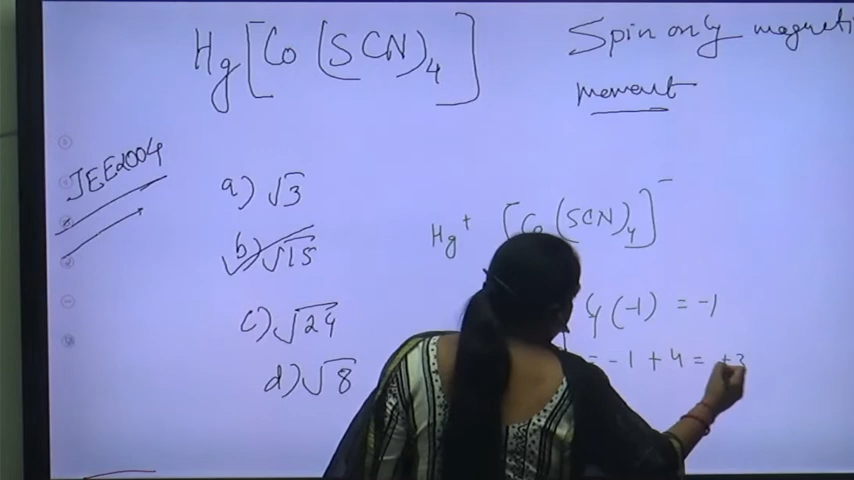 Hg[Co(SCN)4]
Spin only magneti
moment
JEE2004
a) √3
b) √15
c) √24
d) √8
Hg+ [Co(SCN)4]-
4(-1) = -1
= -1 + 4 = +3